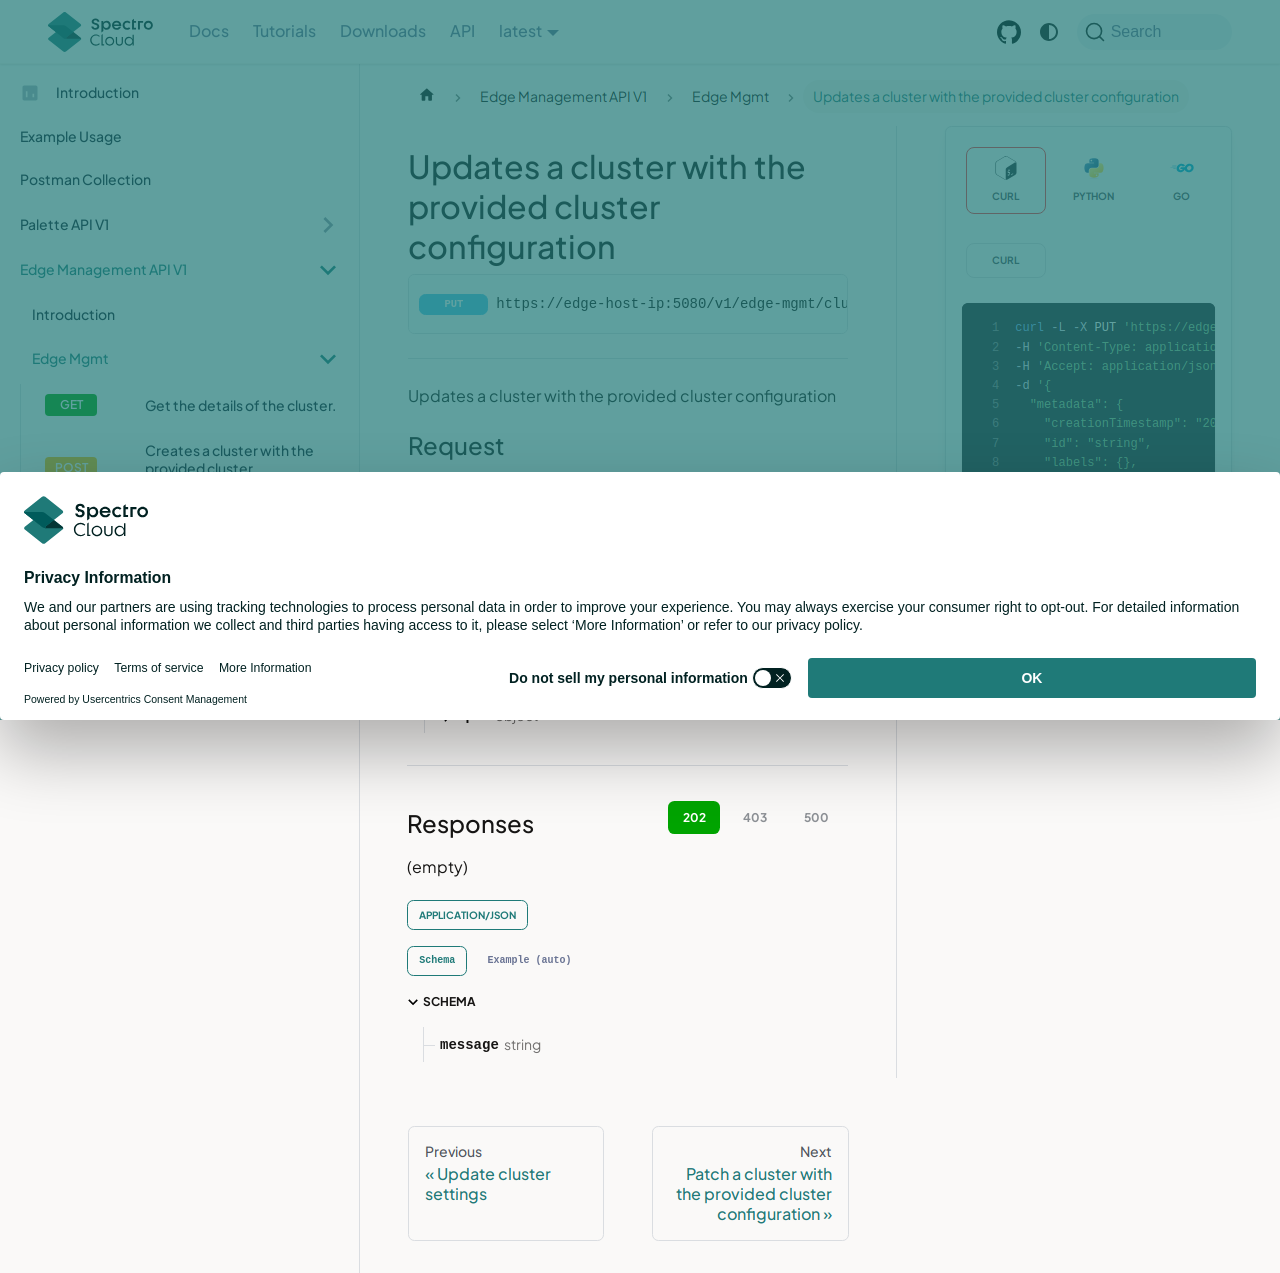 Spectro Cloud
Docs Tutorials Downloads API latest
Search
Introduction
Example Usage
Postman Collection
Palette API V1
Edge Management API V1
Introduction
Edge Mgmt
GET Get the details of the cluster.
POST Creates a cluster with the
provided cluster
Edge Management API V1 Edge Mgmt Updates a cluster with the provided cluster configuration
Updates a cluster with the
provided cluster
configuration
PUT https://edge-host-ip:5080/v1/edge-mgmt/clu
Updates a cluster with the provided cluster configuration
Request
CURL PYTHON GO
CURL
1 curl -L -X PUT 'https://edge
2 -H 'Content-Type: applicatio
3 -H 'Accept: application/json
4 -d '{
5 "metadata": {
6 "creationTimestamp": "20
7 "id": "string",
8 "labels": {},
Spectro
Cloud
Privacy Information
We and our partners are using tracking technologies to process personal data in order to improve your experience. You may always exercise your consumer right to opt-out. For detailed information
about personal information we collect and third parties having access to it, please select ‘More Information’ or refer to our privacy policy.
Privacy policy Terms of service More Information
Do not sell my personal information
OK
Powered by Usercentrics Consent Management
Responses
202 403 500
(empty)
APPLICATION/JSON
Schema Example (auto)
SCHEMA
message string
Previous
« Update cluster
settings
Next
Patch a cluster with
the provided cluster
configuration »